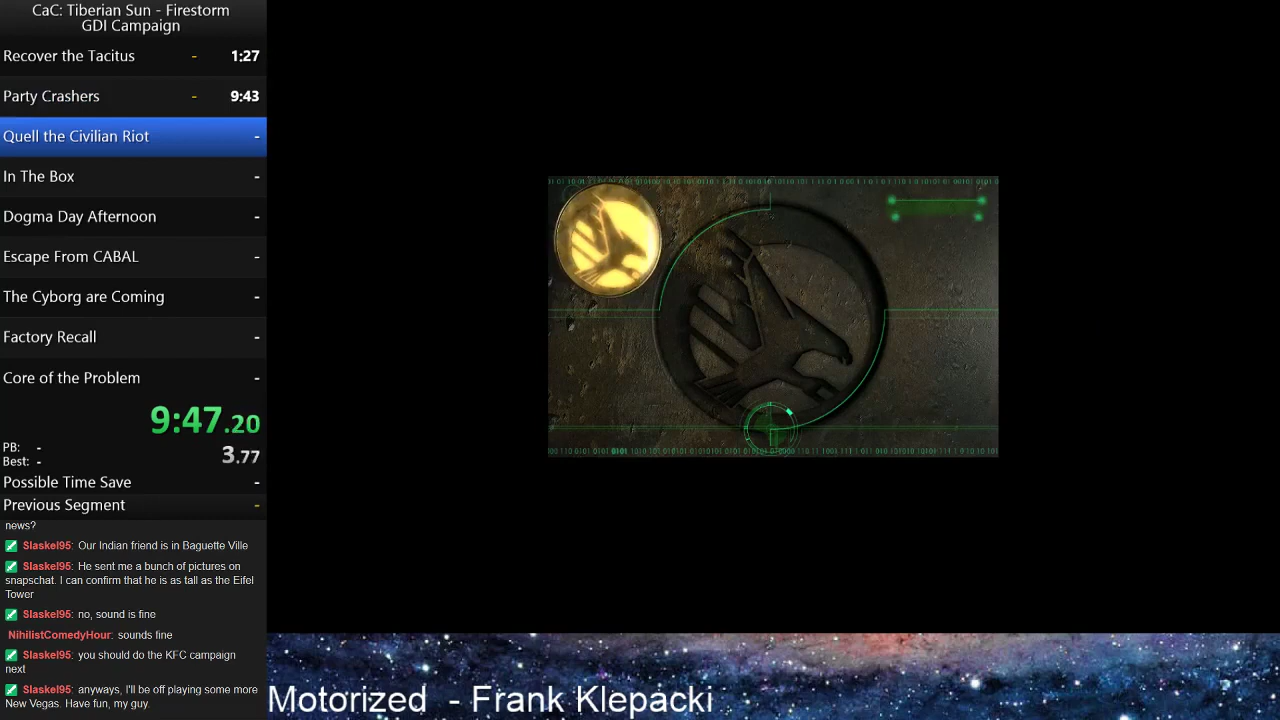 CaC: Tiberian Sun - Firestorm
GDI Campaign
Recover the Tacitus - 1:27
Party Crashers - 9:43
Quell the Civilian Riot -
In The Box -
Dogma Day Afternoon -
Escape From CABAL -
The Cyborg are Coming -
Factory Recall -
Core of the Problem -
9:47.20
PB: -
Best: - 3.77
Possible Time Save -
Previous Segment -
news?
Slaskel95: Our Indian friend is in Baguette Ville
Slaskel95: He sent me a bunch of pictures on
snapschat. I can confirm that he is as tall as the Eifel
Tower
Slaskel95: no, sound is fine
NihilistComedyHour: sounds fine
Slaskel95: you should do the KFC campaign
next
Slaskel95: anyways, I'll be off playing some more
New Vegas. Have fun, my guy.
Motorized - Frank Klepacki